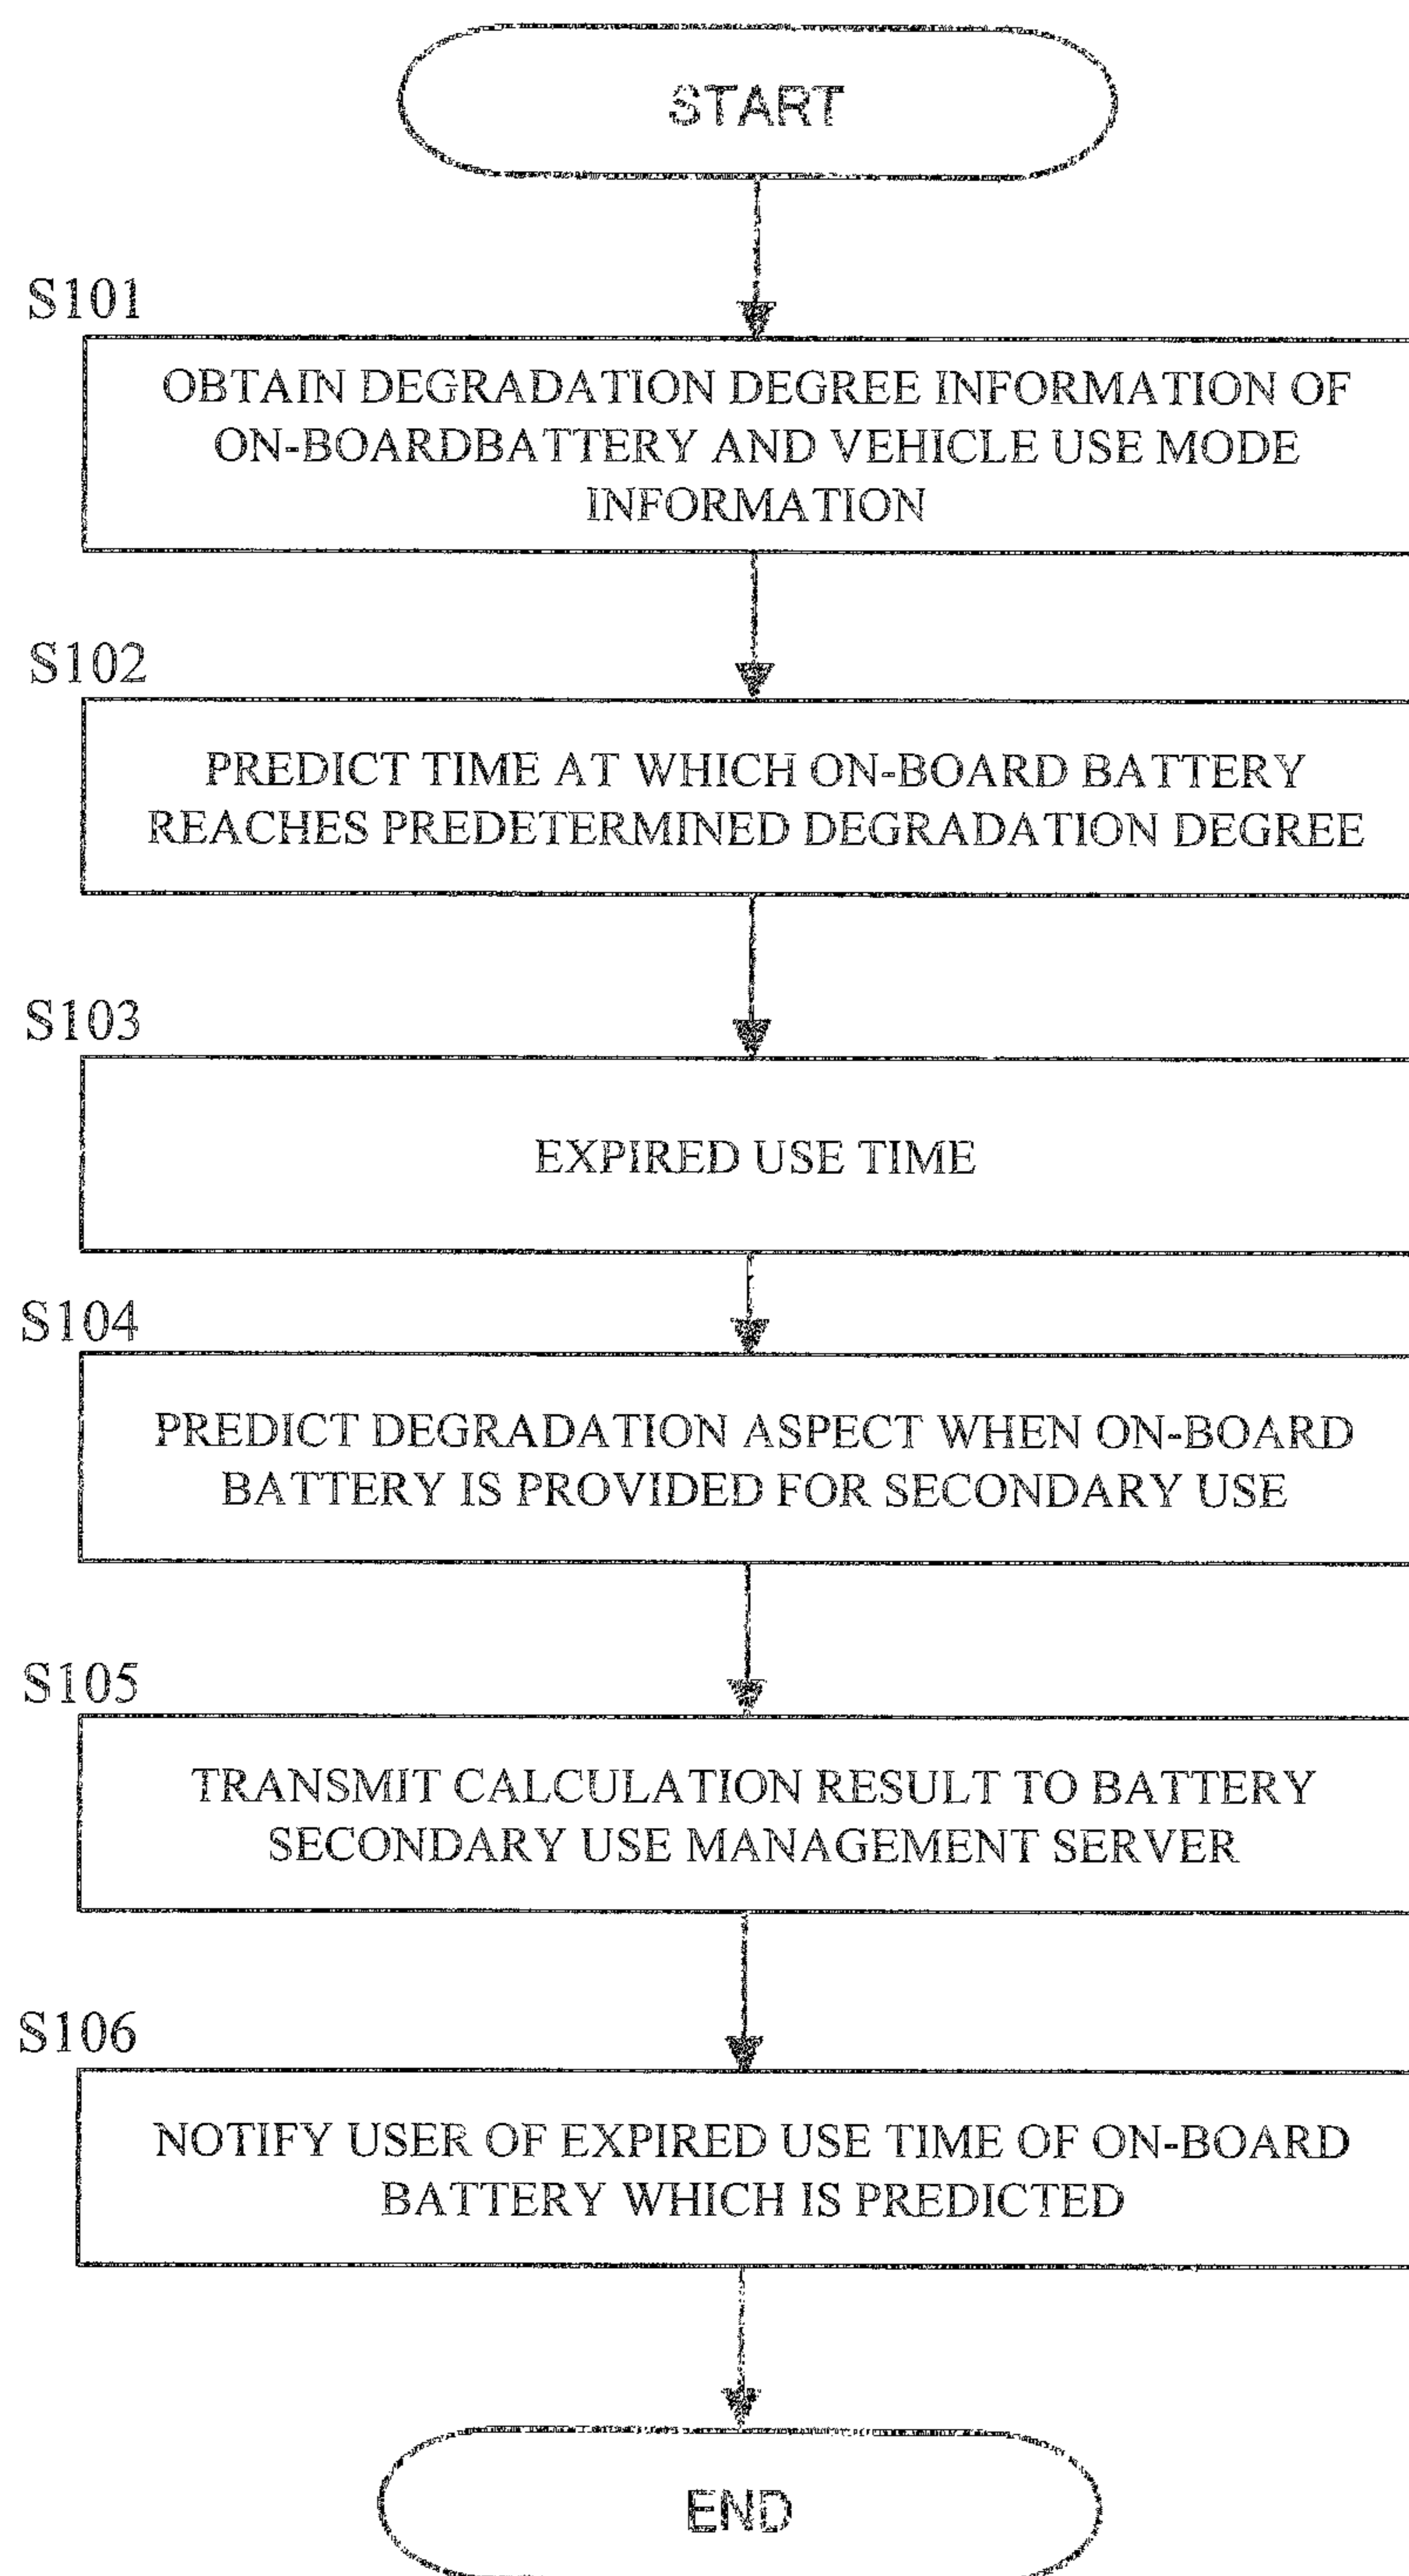 START
S101
OBTAIN DEGRADATION DEGREE INFORMATION OF
ON-BOARDBATTERY AND VEHICLE USE MODE
INFORMATION
S102
PREDICT TIME AT WHICH ON-BOARD BATTERY
REACHES PREDETERMINED DEGRADATION DEGREE
S103
EXPIRED USE TIME
S104
PREDICT DEGRADATION ASPECT WHEN ON-BOARD
BATTERY IS PROVIDED FOR SECONDARY USE
S105
TRANSMIT CALCULATION RESULT TO BATTERY
SECONDARY USE MANAGEMENT SERVER
S106
NOTIFY USER OF EXPIRED USE TIME OF ON-BOARD
BATTERY WHICH IS PREDICTED
END